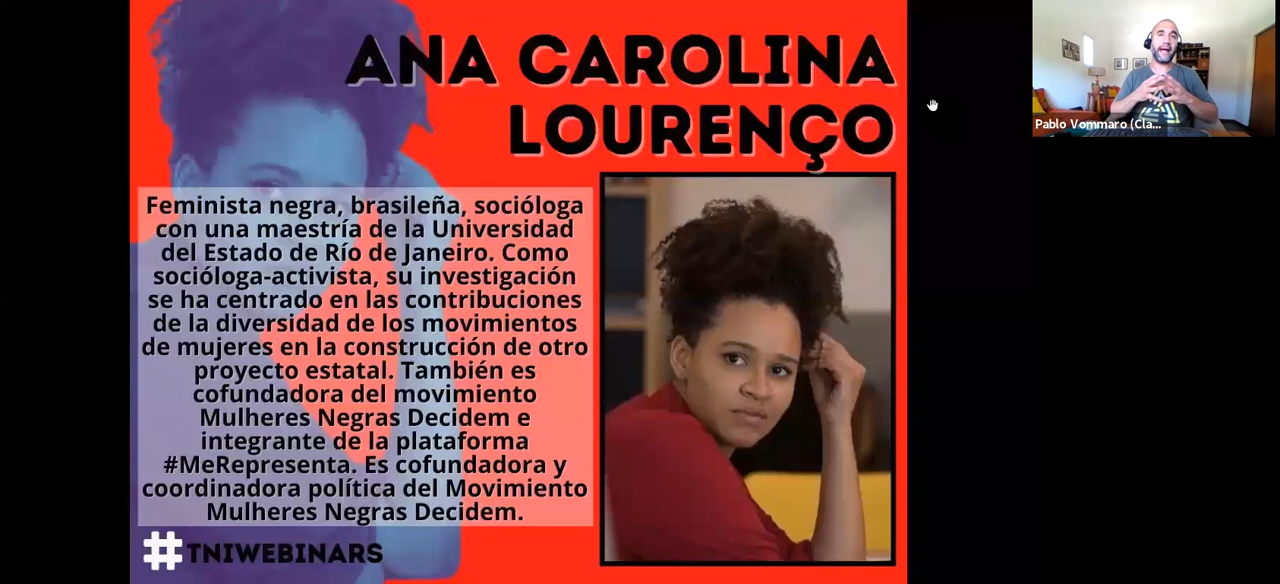 ANA CAROLINA
LOURENÇO
Feminista negra, brasileña, socióloga
con una maestría de la Universidad
del Estado de Río de Janeiro. Como
socióloga-activista, su investigación
se ha centrado en las contribuciones
de la diversidad de los movimientos
de mujeres en la construcción de otro
proyecto estatal. También es
cofundadora del movimiento
Mulheres Negras Decidem e
integrante de la plataforma
#MeRepresenta. Es cofundadora y
coordinadora política del Movimiento
Mulheres Negras Decidem.
#TNIWEBINARS
Pablo Vommaro (Cla...